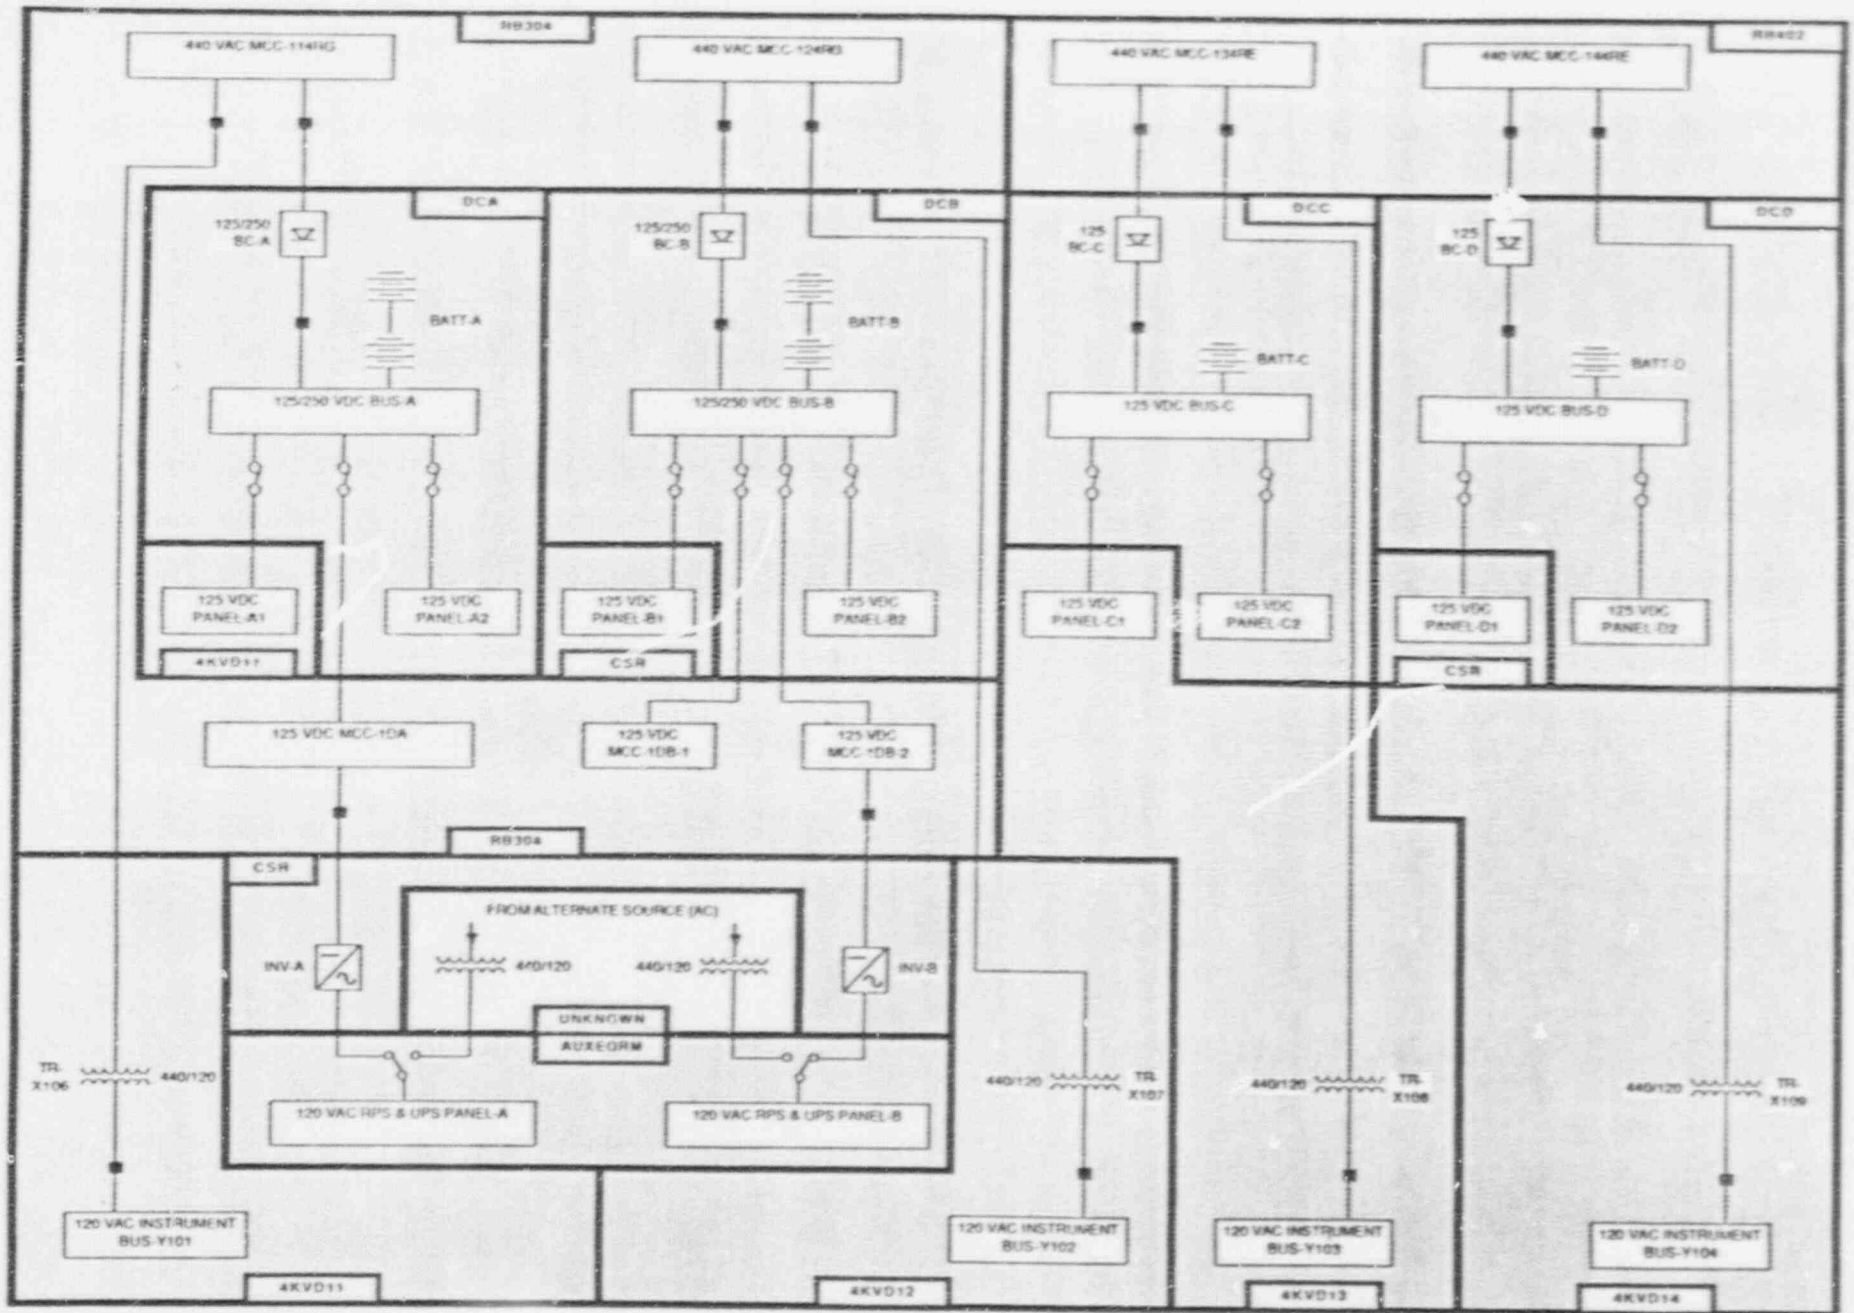 RB304
440 VAC MCC-114RG
440 VAC MCC-124RG
440 VAC MCC-134RE
440 VAC MCC-144RE
RB402
DCA
DCB
DCC
DCD
125/250
BC-A
125/250
BC-B
125
BC-C
125
BC-D
BATT-A
BATT-B
BATT-C
BATT-D
125/250 VDC BUS-A
125/250 VDC BUS-B
125 VDC BUS-C
125 VDC BUS-D
125 VDC
PANEL-A1
125 VDC
PANEL-A2
125 VDC
PANEL-B1
125 VDC
PANEL-B2
125 VDC
PANEL-C1
125 VDC
PANEL-C2
125 VDC
PANEL-D1
125 VDC
PANEL-D2
4KVD11
CSR
CSR
125 VDC MCC-1DA
125 VDC
MCC-1DB-1
125 VDC
MCC-1DB-2
RB304
CSR
FROM ALTERNATE SOURCE (AC)
INV-A
440/120
440/120
INV-B
UNKNOWN
AUXEQRM
TR-
X106
440/120
440/120
TR-
X107
440/120
TR-
X108
440/120
TR-
X109
120 VAC RPS & UPS PANEL-A
120 VAC RPS & UPS PANEL-B
120 VAC INSTRUMENT
BUS-Y101
120 VAC INSTRUMENT
BUS-Y102
120 VAC INSTRUMENT
BUS-Y103
120 VAC INSTRUMENT
BUS-Y104
4KVD11
4KVD12
4KVD13
4KVD14